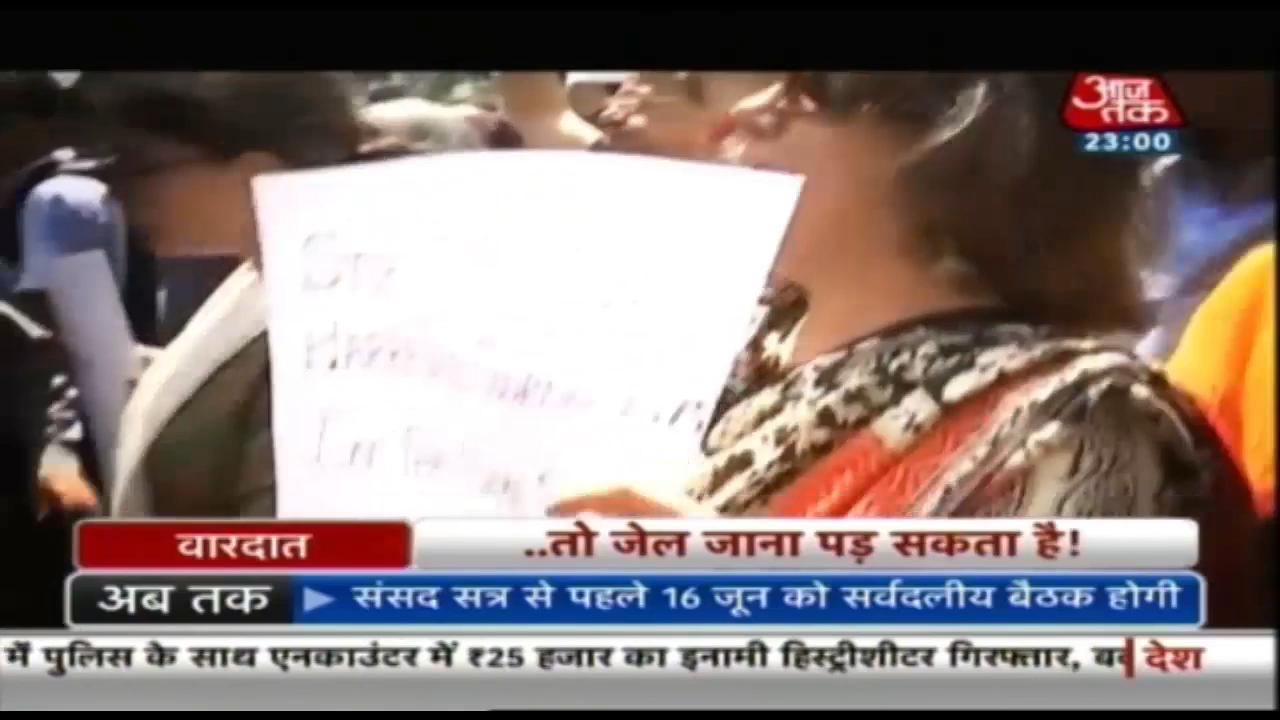 आज
तक
23:00
वारदात
..तो जेल जाना पड़ सकता है!
अब तक
संसद सत्र से पहले 16 जून को सर्वदलीय बैठक होगी
में पुलिस के साथ एनकाउंटर में ₹25 हजार का इनामी हिस्ट्रीशीटर गिरफ्तार,
देश